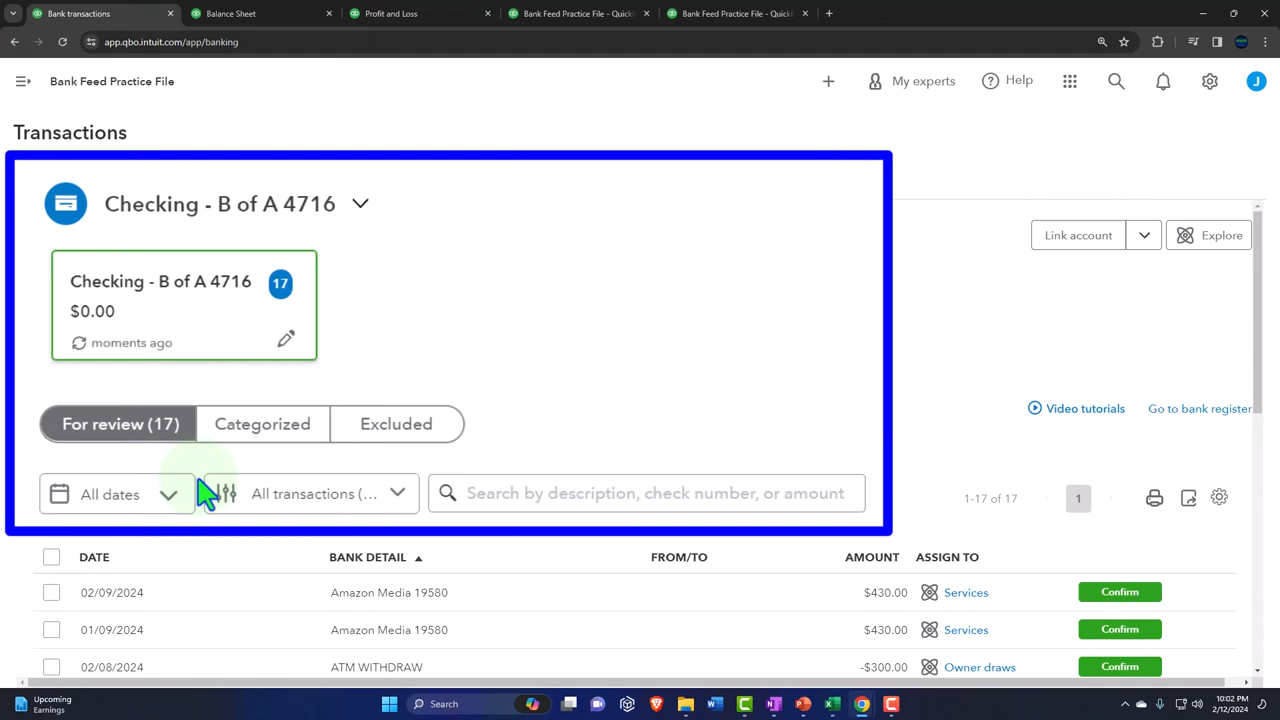 Bank transactions
Balance Sheet
Profit and Loss
Bank Feed Practice File - Quick
Bank Feed Practice File - Quick
app.qbo.intuit.com/app/banking
Bank Feed Practice File
My experts
Help
J
Transactions
Checking - B of A 4716
Link account
Explore
Checking - B of A 4716
17
$0.00
moments ago
For review (17)
Categorized
Excluded
Video tutorials
Go to bank register
All dates
All transactions (...
Search by description, check number, or amount
1-17 of 17
1
DATE BANK DETAIL FROM/TO AMOUNT ASSIGN TO
02/09/2024 Amazon Media 19580 $430.00 Services Confirm
01/09/2024 Amazon Media 19580 $430.00 Services Confirm
02/08/2024 ATM WITHDRAW -$300.00 Owner draws Confirm
Upcoming
Earnings
Search
10:02 PM
2/12/2024